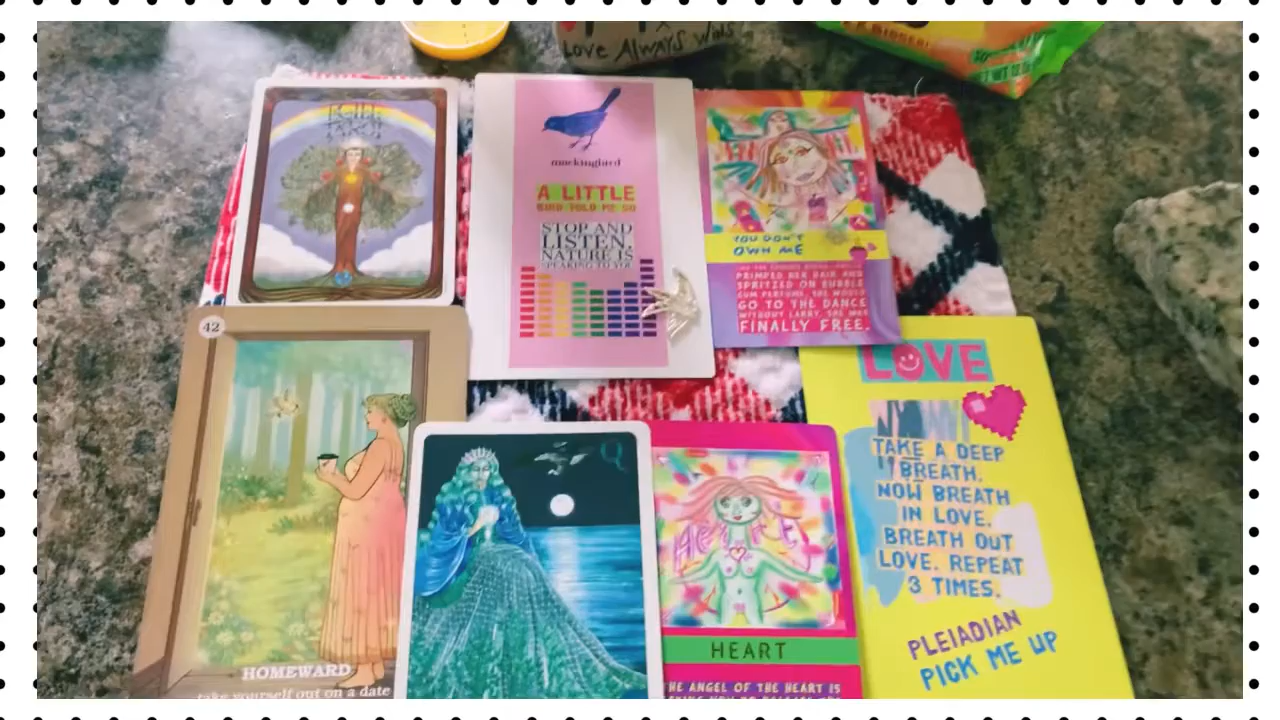 Love Always Wins
mockingbird
A LITTLE
BIRD TOLD ME SO
STOP AND
LISTEN,
NATURE IS
SPEAKING TO YOU
YOU DON'T
OWN ME
PRIMPED HER HAIR AND
SPRITZED ON BUBBLE
GUM PERFUME. SHE WOULD
GO TO THE DANCE
WITHOUT LARRY. SHE WAS
FINALLY FREE.
LOVE
TAKE A DEEP
BREATH.
NOW BREATH
IN LOVE.
BREATH OUT
LOVE. REPEAT
3 TIMES.
PLEIADIAN
PICK ME UP
42
HOMEWARD
take yourself out on a date
Q
HEART
THE ANGEL OF THE HEART IS